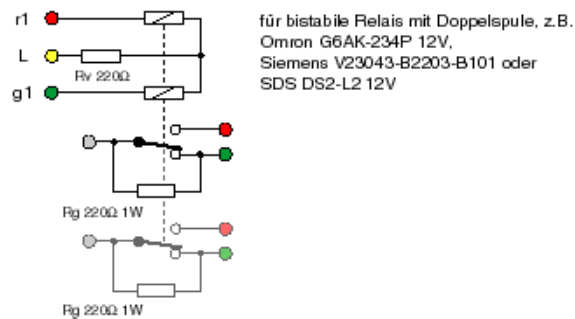 r1
L
Rv 220Ω
g1
Rg 220Ω 1W
Rg 220Ω 1W
für bistabile Relais mit Doppelspule, z.B.
Omron G6AK-234P 12V,
Siemens V23043-B2203-B101 oder
SDS DS2-L2 12V